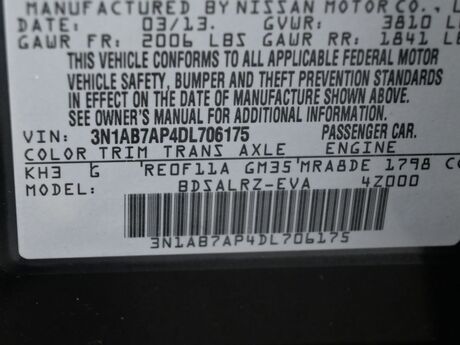 MANUFACTURED BY NISSAN MOTOR CO., L
DATE: 03/13. GVWR: 3810 L
GAWR FR: 2006 LBS GAWR RR: 1841 LE
THIS VEHICLE CONFORMS TO ALL APPLICABLE FEDERAL MOTOR
VEHICLE SAFETY, BUMPER AND THEFT PREVENTION STANDARDS
IN EFFECT ON THE DATE OF MANUFACTURE SHOWN ABOVE.
SEE OWNER'S MANUAL FOR ADDITIONAL INFORMATION.
VIN: 3N1AB7AP4DL706175 PASSENGER CAR.
COLOR TRIM TRANS AXLE ENGINE
KH3 G RE0F11A GM35 MRA8DE 1798 CC
MODEL: BDSALRZ-EVA 4Z000
3N1AB7AP4DL706175